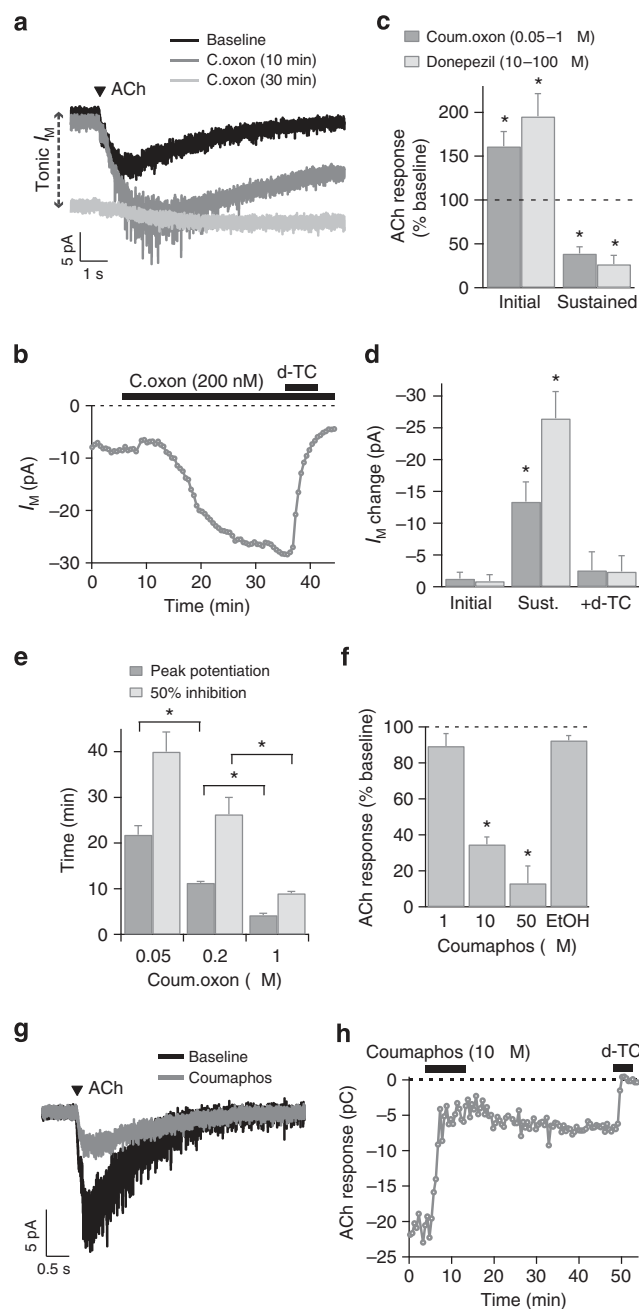 a
Baseline
C.oxon (10 min)
C.oxon (30 min)
ACh
Tonic IM
5 pA
1 s
c
Coum.oxon (0.05–1 M)
Donepezil (10–100 M)
ACh response
(% baseline)
200
150
100
50
0
* * * *
Initial Sustained
b
C.oxon (200 nM)
d-TC
IM (pA)
0
–10
–20
–30
0 10 20 30 40
Time (min)
d
IM change (pA)
–30
–25
–20
–15
–10
–5
0
* *
Initial Sust. +d-TC
e
Peak potentiation
50% inhibition
* * *
Time (min)
40
30
20
10
0
0.05 0.2 1
Coum.oxon ( M)
f
ACh response (% baseline)
100
80
60
40
20
0
* *
1 10 50 EtOH
Coumaphos ( M)
g
Baseline
Coumaphos
ACh
5 pA
0.5 s
h
Coumaphos (10 M)
d-TC
ACh response (pC)
0
–5
–10
–15
–20
–25
0 10 20 30 40 50
Time (min)